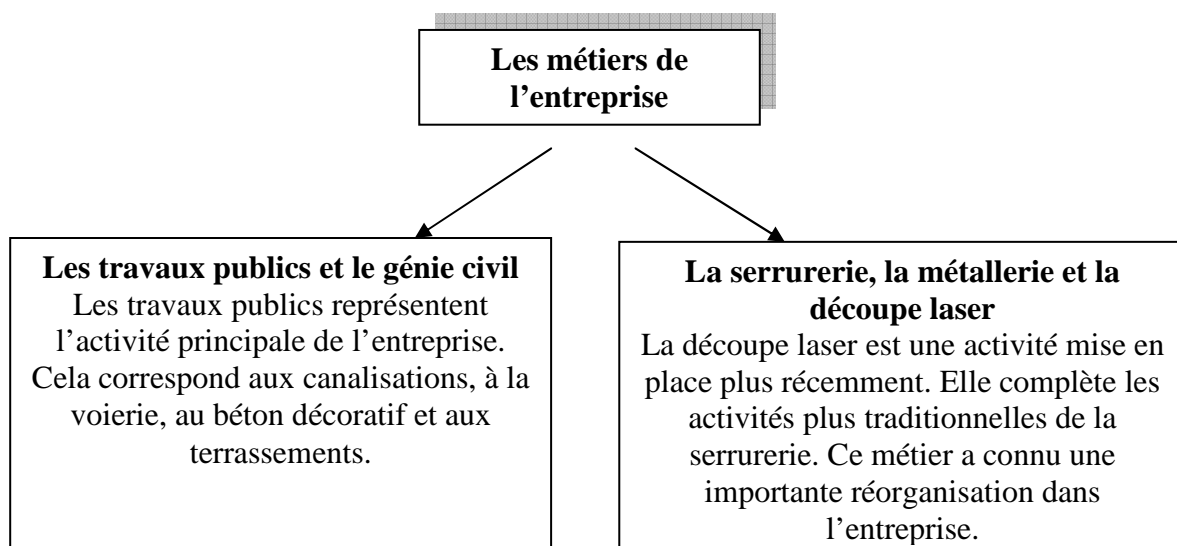 Les métiers de
l’entreprise
Les travaux publics et le génie civil
Les travaux publics représentent
l’activité principale de l’entreprise.
Cela correspond aux canalisations, à la
voierie, au béton décoratif et aux
terrassements.
La serrurerie, la métallerie et la
découpe laser
La découpe laser est une activité mise en
place plus récemment. Elle complète les
activités plus traditionnelles de la
serrurerie. Ce métier a connu une
importante réorganisation dans
l’entreprise.